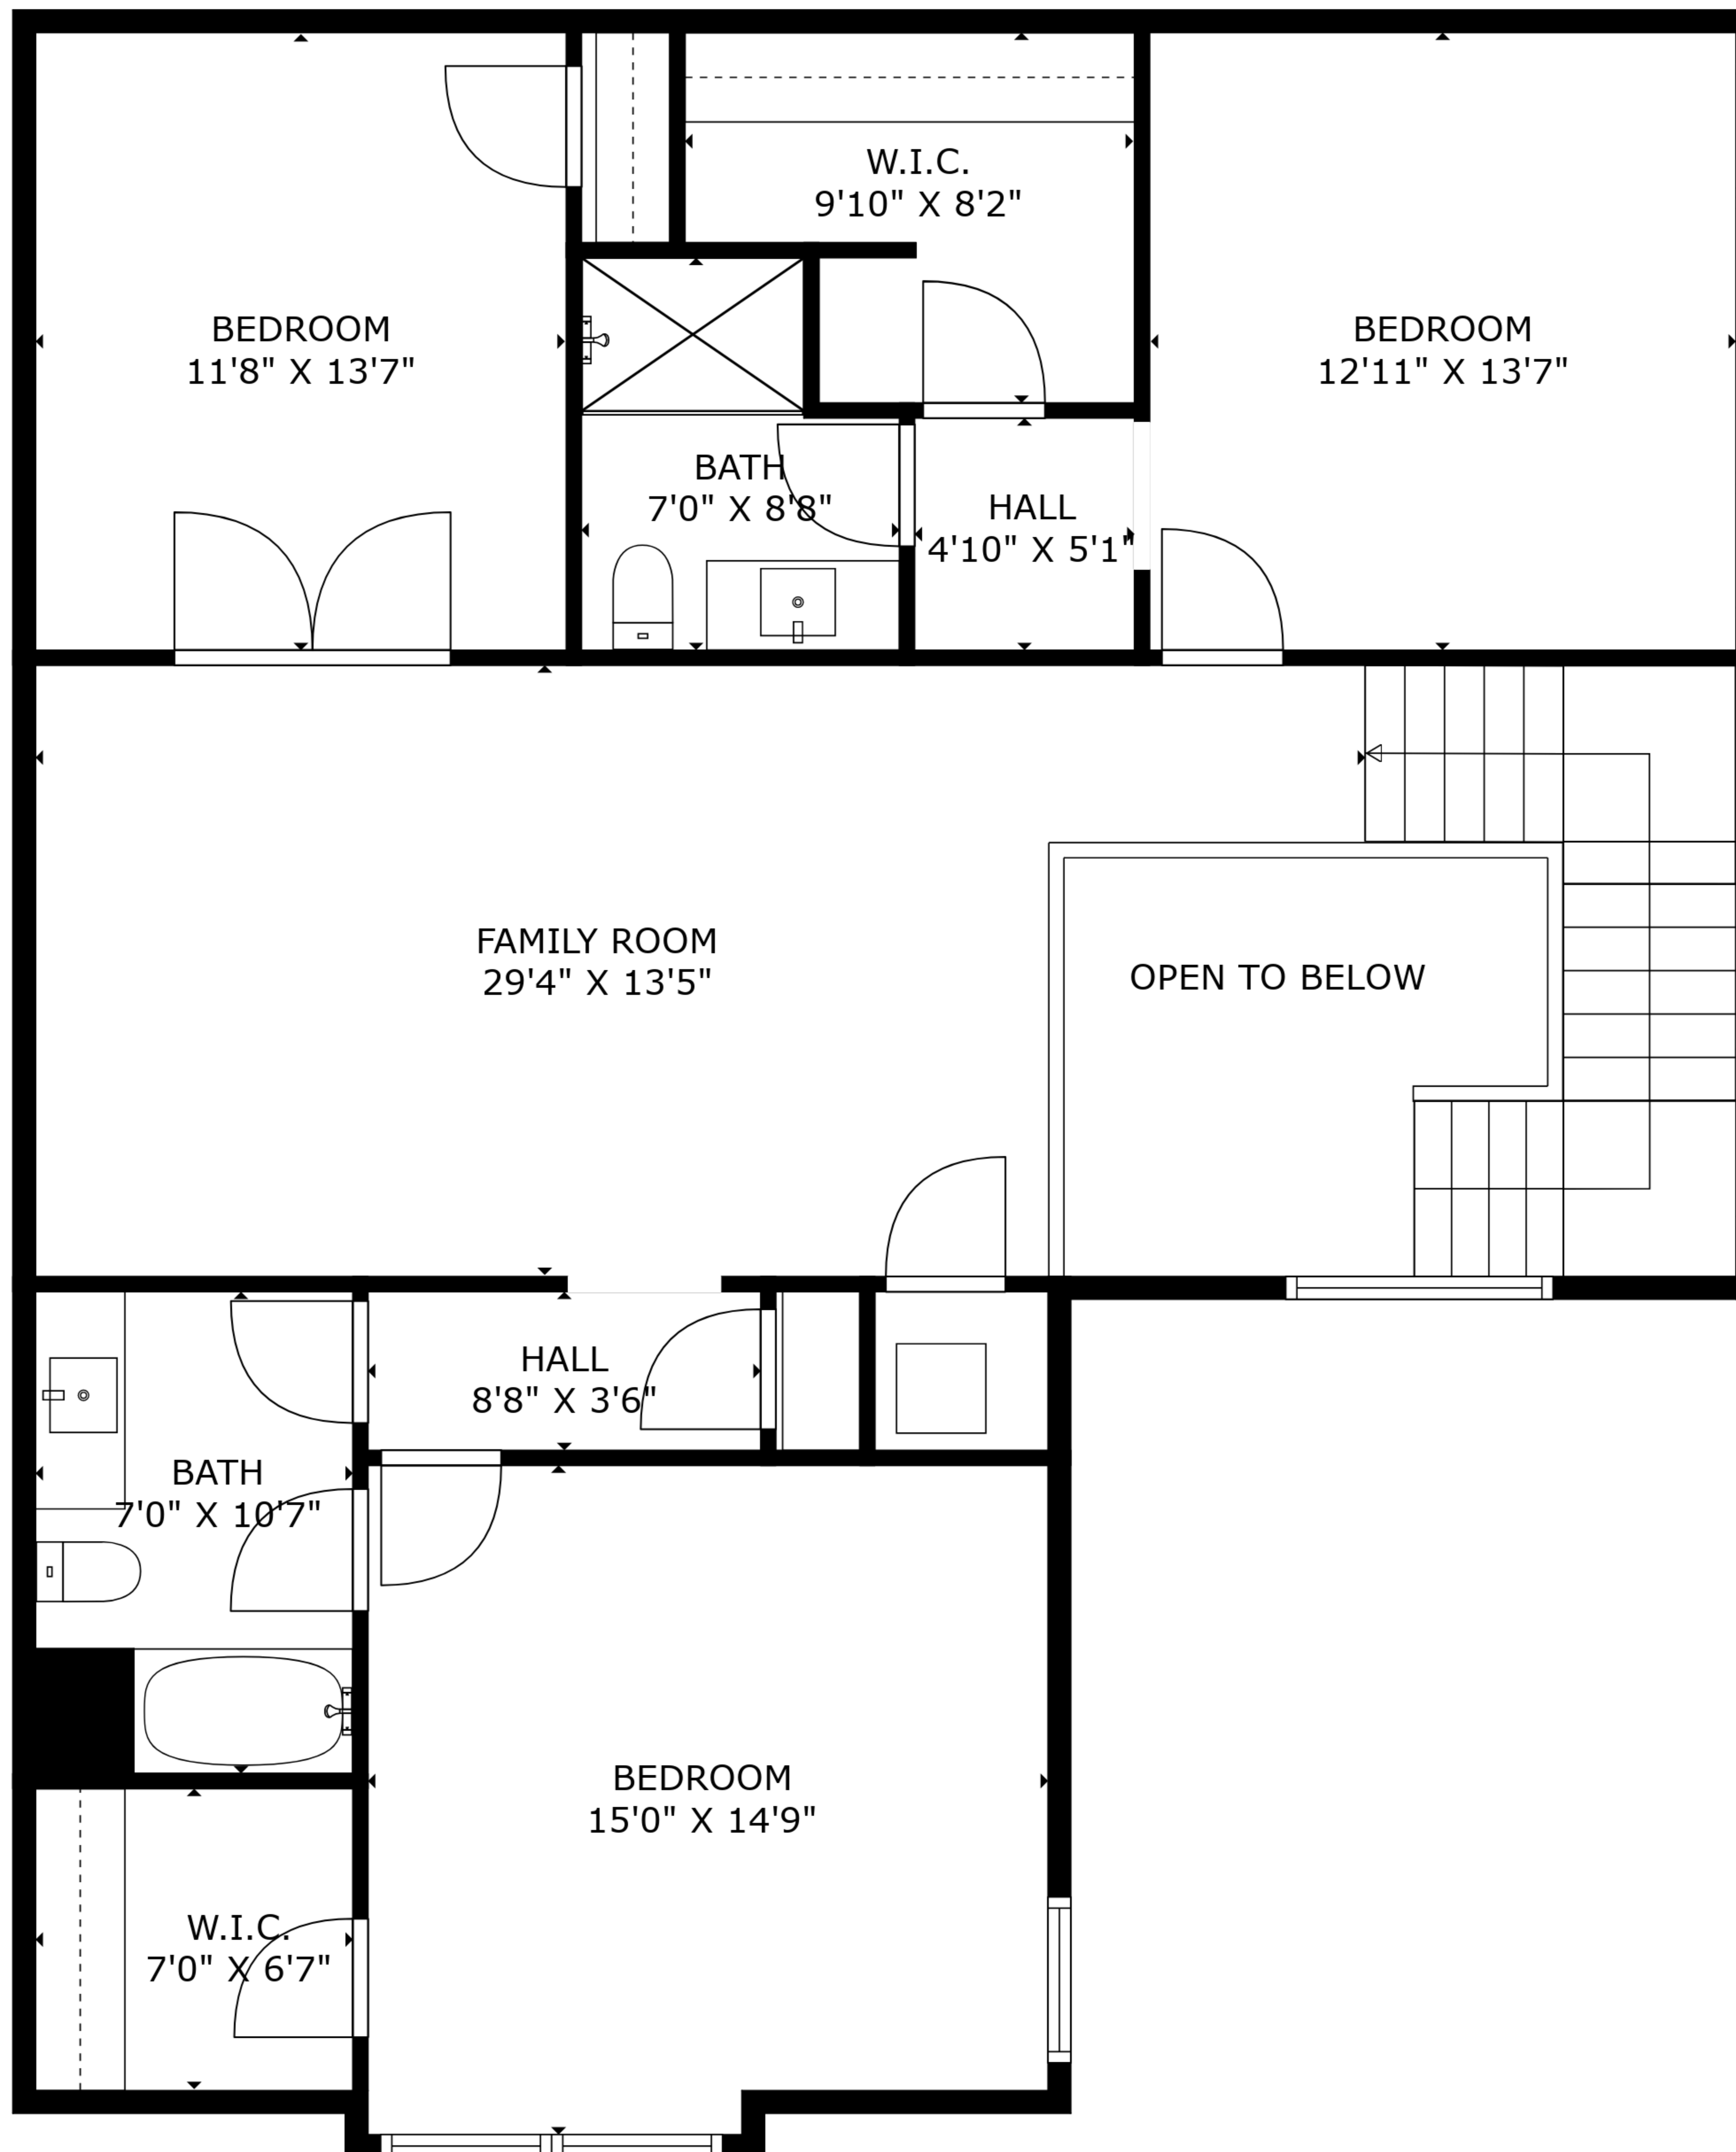 W.I.C.
9'10" X 8'2"
BEDROOM
11'8" X 13'7"
BEDROOM
12'11" X 13'7"
BATH
7'0" X 8'8"
HALL
4'10" X 5'1"
FAMILY ROOM
29'4" X 13'5"
OPEN TO BELOW
HALL
8'8" X 3'6"
BATH
7'0" X 10'7"
BEDROOM
15'0" X 14'9"
W.I.C.
7'0" X 6'7"